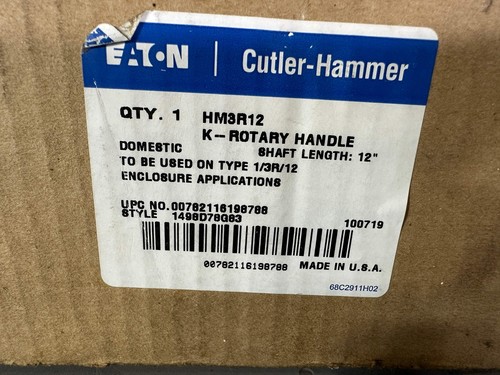 EATON | Cutler-Hammer
QTY. 1 HM3R12
K-ROTARY HANDLE
DOMESTIC SHAFT LENGTH: 12"
TO BE USED ON TYPE 1/3R/12
ENCLOSURE APPLICATIONS
UPC NO.00782116198788
STYLE 1498D78G83 100719
00782116198788 MADE IN U.S.A.
68C2911H02